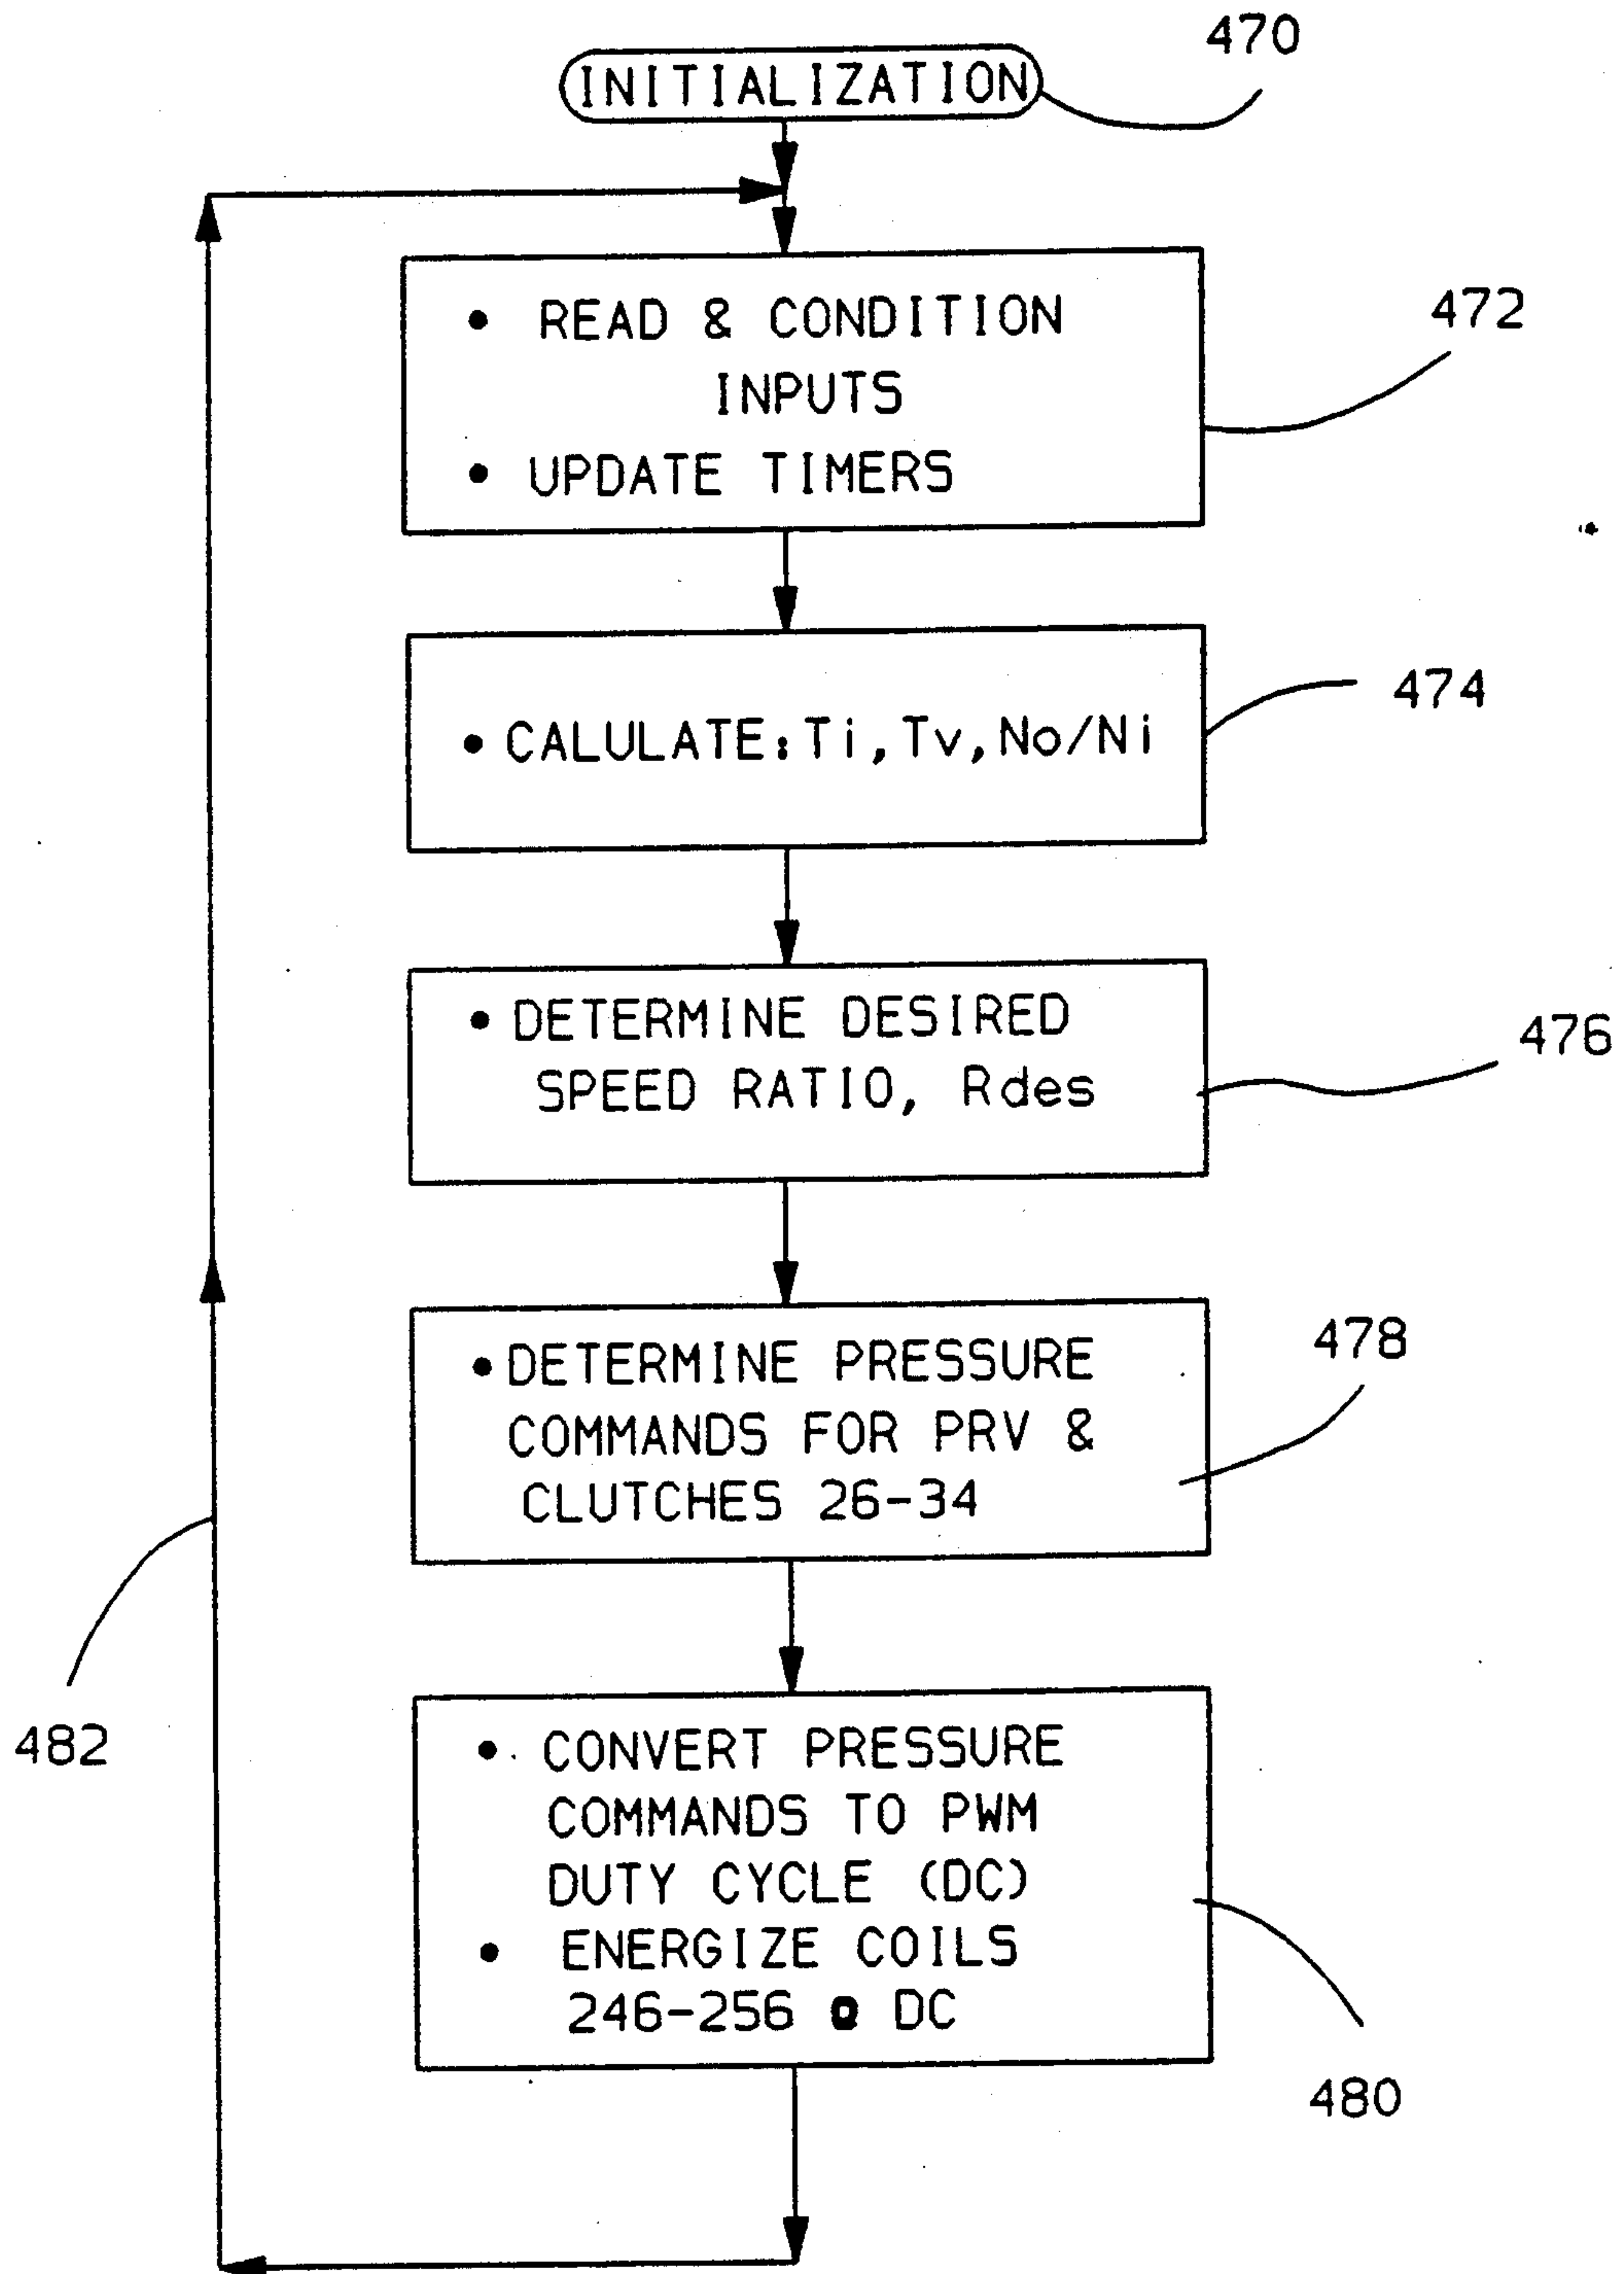 470
INITIALIZATION
472
• READ & CONDITION
INPUTS
• UPDATE TIMERS
474
• CALULATE: Ti, Tv, No/Ni
476
• DETERMINE DESIRED
SPEED RATIO, Rdes
478
• DETERMINE PRESSURE
COMMANDS FOR PRV &
CLUTCHES 26-34
482
• CONVERT PRESSURE
COMMANDS TO PWM
DUTY CYCLE (DC)
• ENERGIZE COILS
246-256 @ DC
480